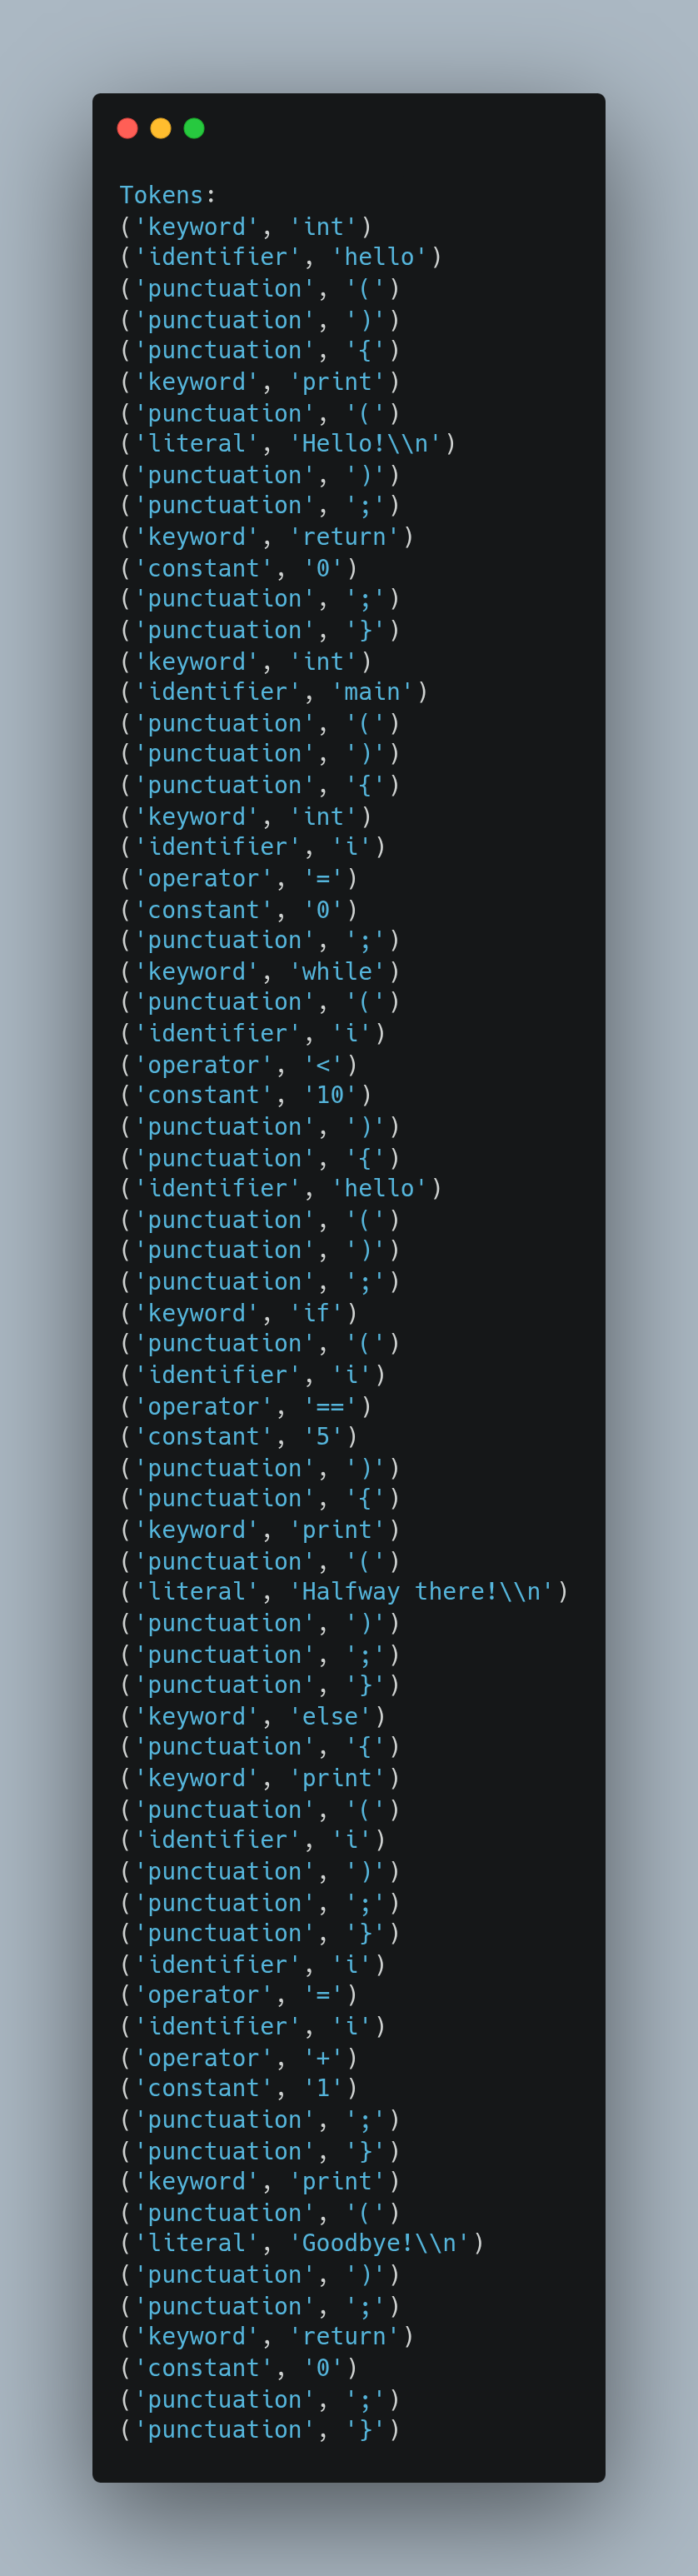 Tokens:
('keyword', 'int')
('identifier', 'hello')
('punctuation', '(')
('punctuation', ')')
('punctuation', '{')
('keyword', 'print')
('punctuation', '(')
('literal', 'Hello!\\n')
('punctuation', ')')
('punctuation', ';')
('keyword', 'return')
('constant', '0')
('punctuation', ';')
('punctuation', '}')
('keyword', 'int')
('identifier', 'main')
('punctuation', '(')
('punctuation', ')')
('punctuation', '{')
('keyword', 'int')
('identifier', 'i')
('operator', '=')
('constant', '0')
('punctuation', ';')
('keyword', 'while')
('punctuation', '(')
('identifier', 'i')
('operator', '<')
('constant', '10')
('punctuation', ')')
('punctuation', '{')
('identifier', 'hello')
('punctuation', '(')
('punctuation', ')')
('punctuation', ';')
('keyword', 'if')
('punctuation', '(')
('identifier', 'i')
('operator', '==')
('constant', '5')
('punctuation', ')')
('punctuation', '{')
('keyword', 'print')
('punctuation', '(')
('literal', 'Halfway there!\\n')
('punctuation', ')')
('punctuation', ';')
('punctuation', '}')
('keyword', 'else')
('punctuation', '{')
('keyword', 'print')
('punctuation', '(')
('identifier', 'i')
('punctuation', ')')
('punctuation', ';')
('punctuation', '}')
('identifier', 'i')
('operator', '=')
('identifier', 'i')
('operator', '+')
('constant', '1')
('punctuation', ';')
('punctuation', '}')
('keyword', 'print')
('punctuation', '(')
('literal', 'Goodbye!\\n')
('punctuation', ')')
('punctuation', ';')
('keyword', 'return')
('constant', '0')
('punctuation', ';')
('punctuation', '}')